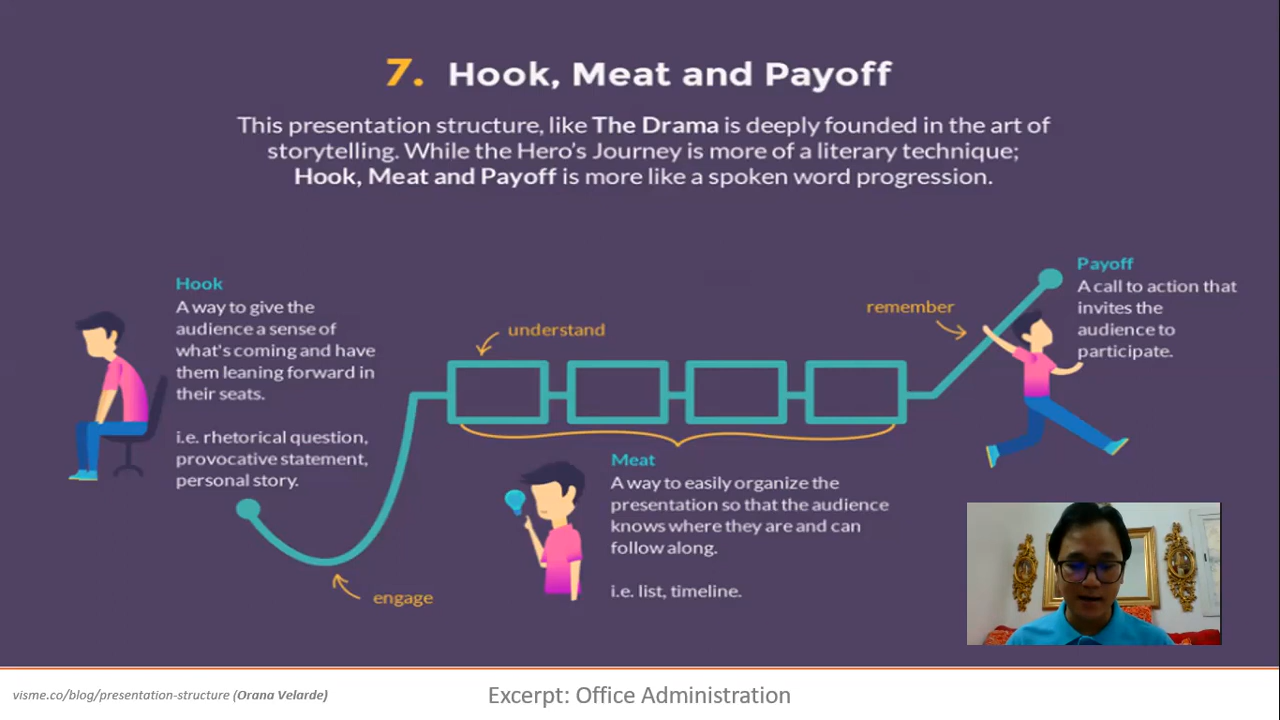 7. Hook, Meat and Payoff
This presentation structure, like The Drama is deeply founded in the art of
storytelling. While the Hero's Journey is more of a literary technique;
Hook, Meat and Payoff is more like a spoken word progression.
Hook
A way to give the
audience a sense of
what's coming and have
them leaning forward in
their seats.
i.e. rhetorical question,
provocative statement,
personal story.
engage
understand
Meat
A way to easily organize the
presentation so that the audience
knows where they are and can
follow along.
i.e. list, timeline.
remember
Payoff
A call to action that
invites the
audience to
participate.
visme.co/blog/presentation-structure (Orana Velarde)
Excerpt: Office Administration